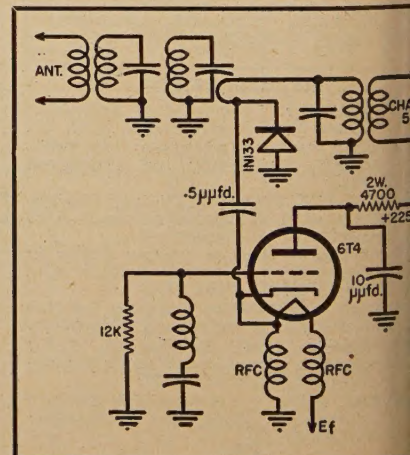 ANT.
CHA
5
1N133
.5µµfd.
2W.
4700
+225
6T4
10
µµfd.
12K
RFC
RFC
Ef